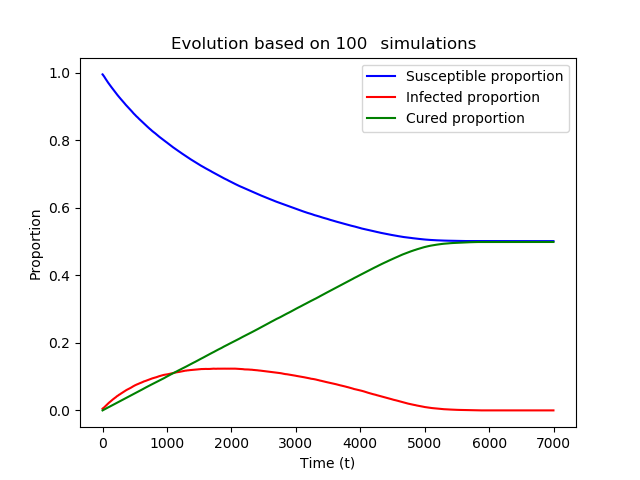 Evolution based on 100 simulations
Susceptible proportion
Infected proportion
Cured proportion
Proportion
1.0
0.8
0.6
0.4
0.2
0.0
0 1000 2000 3000 4000 5000 6000 7000
Time (t)